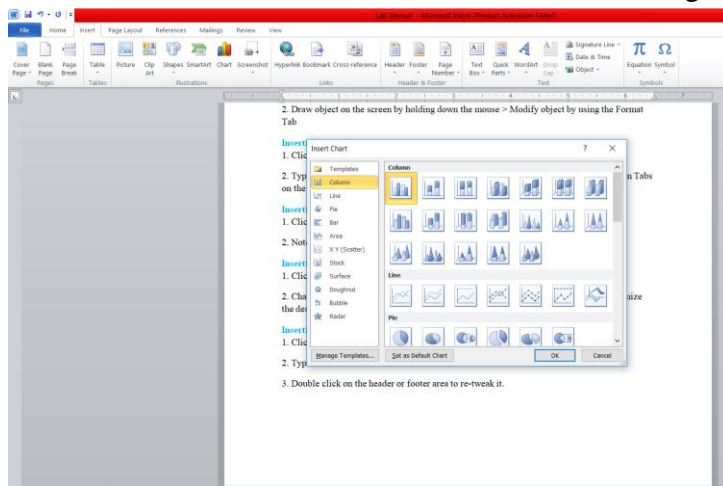 Lab Manual - Microsoft Word (Product Activation Failed)
File Home Insert Page Layout References Mailings Review View
Cover Page Blank Page Page Break Table Picture Clip Art Shapes SmartArt Chart Screenshot Hyperlink Bookmark Cross-reference Header Footer Page Number Text Box Quick Parts WordArt Drop Cap Signature Line Date & Time Object Equation Symbol
Pages Tables Illustrations Links Header & Footer Text Symbols
2. Draw object on the screen by holding down the mouse > Modify object by using the Format
Tab
Insert
1. Clic
2. Typ
n Tabs
on the
Insert
1. Clic
2. Not
Insert
1. Clic
2. Cha
the de
Insert
1. Clic
2. Typ
3. Double click on the header or footer area to re-tweak it.
Insert Chart ? X
Templates
Column
Line
Pie
Bar
Area
X Y (Scatter)
Stock
Surface
Doughnut
Bubble
Radar
Column
Line
Pie
Manage Templates... Set as Default Chart OK Cancel